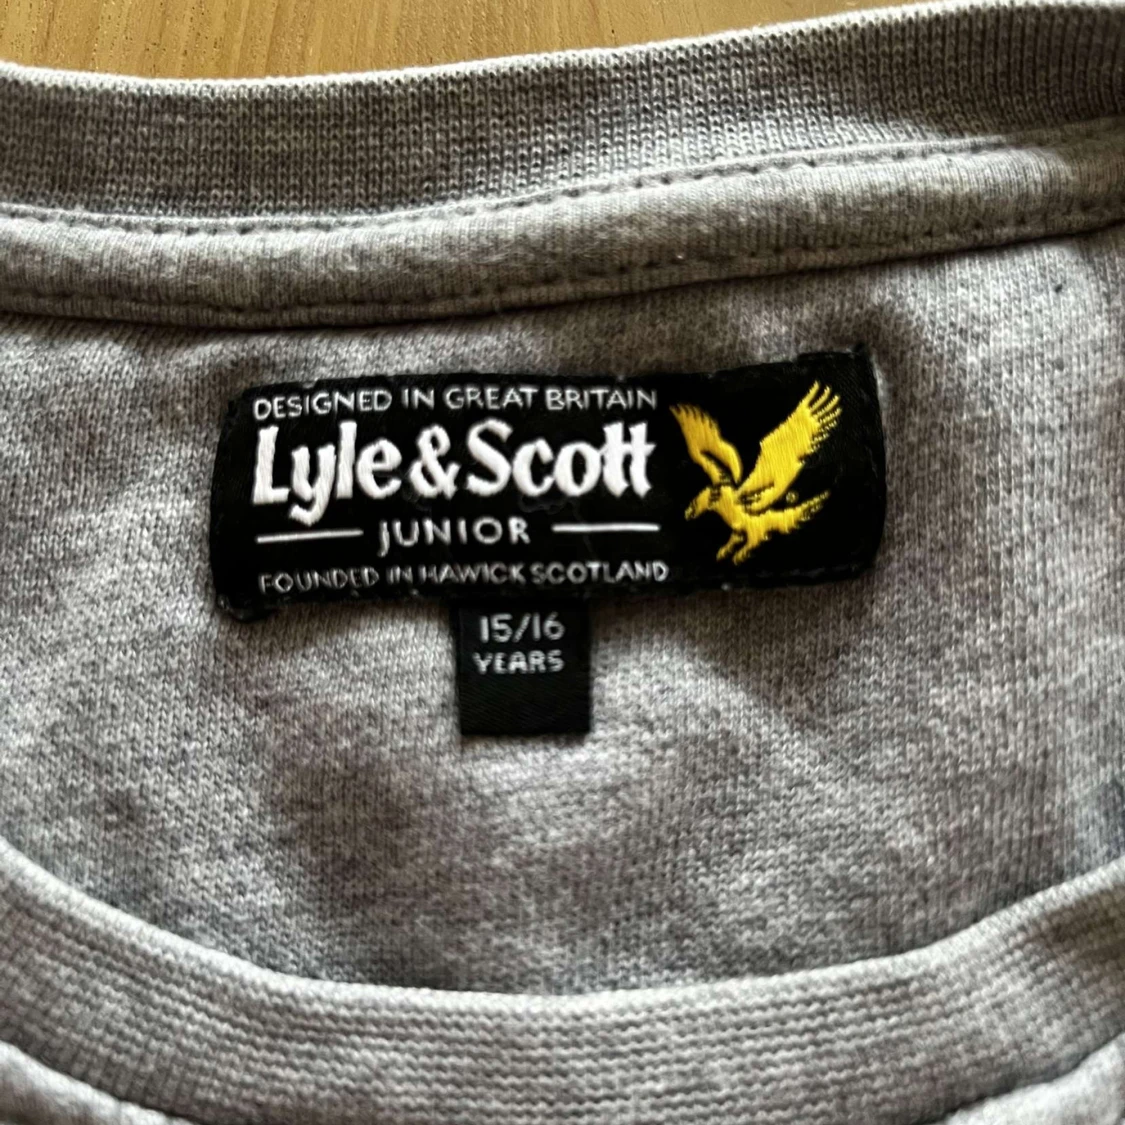 DESIGNED IN GREAT BRITAIN
Lyle & Scott
JUNIOR
FOUNDED IN HAWICK SCOTLAND
15/16
YEARS